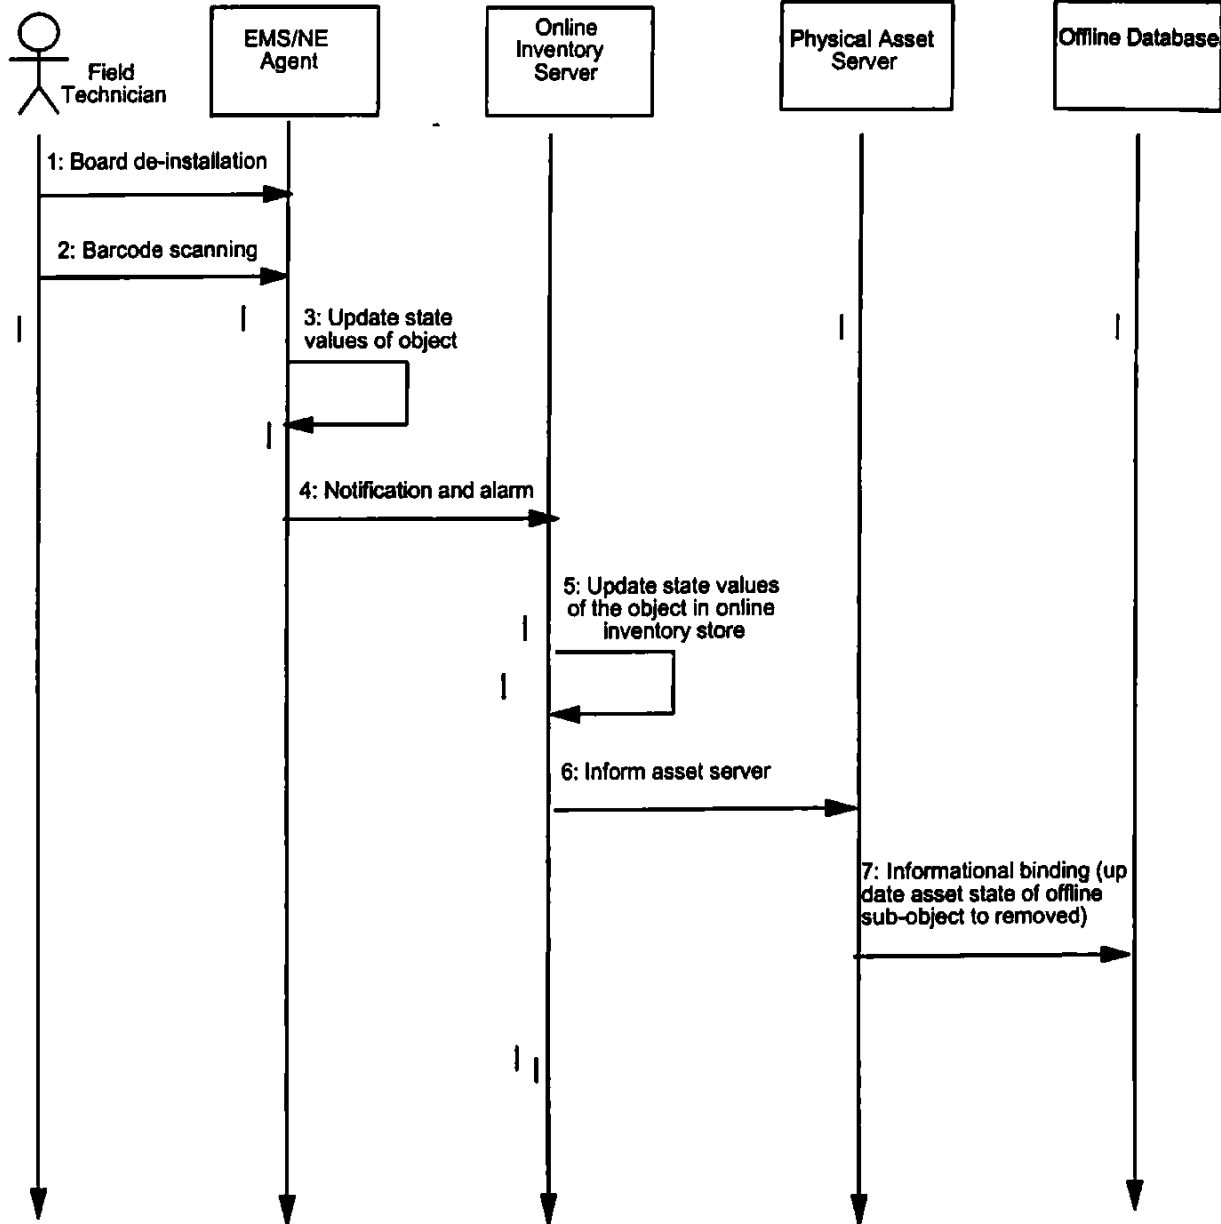 Field
Technician
EMS/NE
Agent
Online
Inventory
Server
Physical Asset
Server
Offline Database
1: Board de-installation
2: Barcode scanning
3: Update state
values of object
4: Notification and alarm
5: Update state values
of the object in online
inventory store
6: Inform asset server
7: Informational binding (up
date asset state of offline
sub-object to removed)